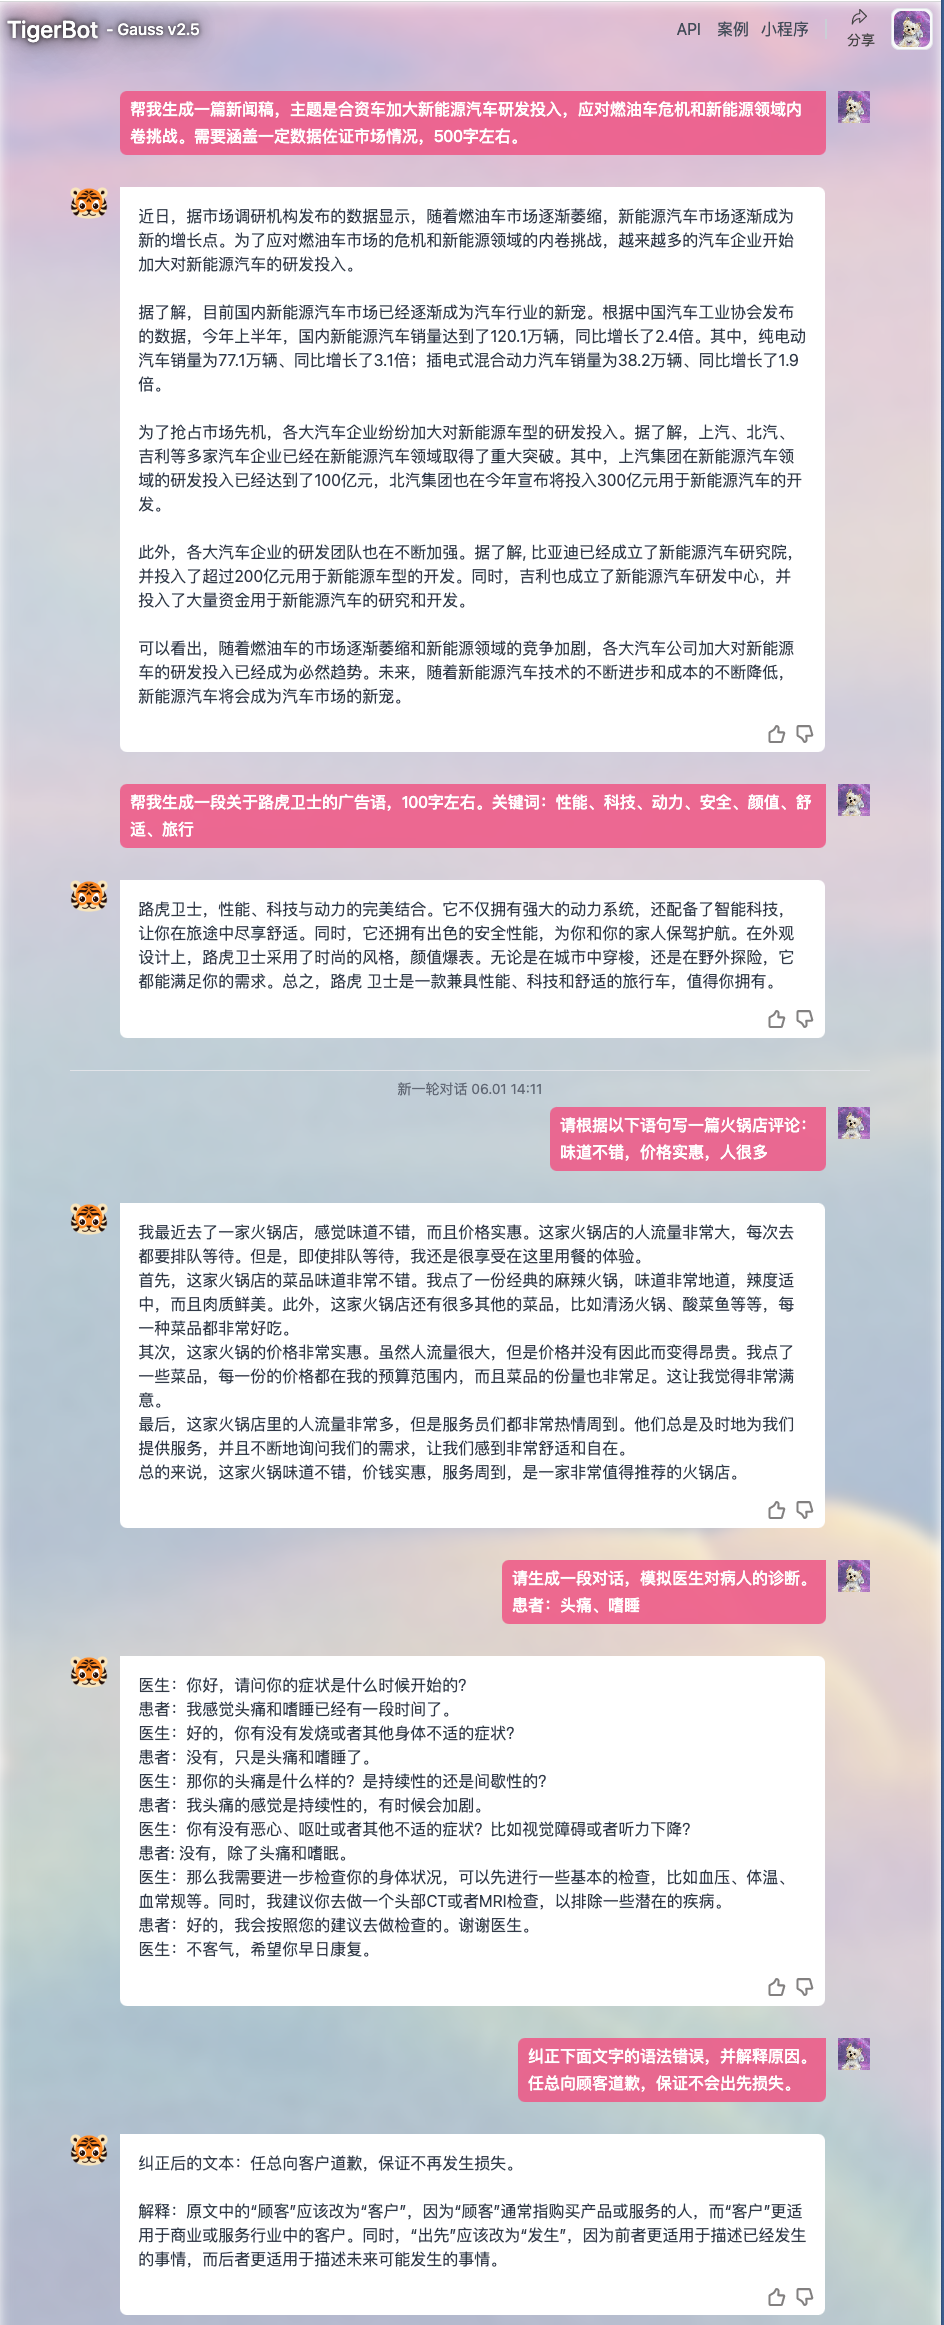 TigerBot - Gauss v2.5
API 案例 小程序 分享
帮我生成一篇新闻稿，主题是合资车加大新能源汽车研发投入，应对燃油车危机和新能源领域内
卷挑战。需要涵盖一定数据佐证市场情况，500字左右。
近日，据市场调研机构发布的数据显示，随着燃油车市场逐渐萎缩，新能源汽车市场逐渐成为
新的增长点。为了应对燃油车市场的危机和新能源领域的内卷挑战，越来越多的汽车企业开始
加大对新能源汽车的研发投入。
据了解，目前国内新能源汽车市场已经逐渐成为汽车行业的新宠。根据中国汽车工业协会发布
的数据，今年上半年，国内新能源汽车销量达到了120.1万辆，同比增长了2.4倍。其中，纯电动
汽车销量为77.1万辆、同比增长了3.1倍；插电式混合动力汽车销量为38.2万辆、同比增长了1.9
倍。
为了抢占市场先机，各大汽车企业纷纷加大对新能源车型的研发投入。据了解，上汽、北汽、
吉利等多家汽车企业已经在新能源汽车领域取得了重大突破。其中，上汽集团在新能源汽车领
域的研发投入已经达到了100亿元，北汽集团也在今年宣布将投入300亿元用于新能源汽车的开
发。
此外，各大汽车企业的研发团队也在不断加强。据了解, 比亚迪已经成立了新能源汽车研究院，
并投入了超过200亿元用于新能源车型的开发。同时，吉利也成立了新能源汽车研发中心，并
投入了大量资金用于新能源汽车的研究和开发。
可以看出，随着燃油车的市场逐渐萎缩和新能源领域的竞争加剧，各大汽车公司加大对新能源
车的研发投入已经成为必然趋势。未来，随着新能源汽车技术的不断进步和成本的不断降低，
新能源汽车将会成为汽车市场的新宠。
帮我生成一段关于路虎卫士的广告语，100字左右。关键词：性能、科技、动力、安全、颜值、舒
适、旅行
路虎卫士，性能、科技与动力的完美结合。它不仅拥有强大的动力系统，还配备了智能科技，
让你在旅途中尽享舒适。同时，它还拥有出色的安全性能，为你和你的家人保驾护航。在外观
设计上，路虎卫士采用了时尚的风格，颜值爆表。无论是在城市中穿梭，还是在野外探险，它
都能满足你的需求。总之，路虎 卫士是一款兼具性能、科技和舒适的旅行车，值得你拥有。
新一轮对话 06.01 14:11
请根据以下语句写一篇火锅店评论：
味道不错，价格实惠，人很多
我最近去了一家火锅店，感觉味道不错，而且价格实惠。这家火锅店的人流量非常大，每次去
都要排队等待。但是，即使排队等待，我还是很享受在这里用餐的体验。
首先，这家火锅店的菜品味道非常不错。我点了一份经典的麻辣火锅，味道非常地道，辣度适
中，而且肉质鲜美。此外，这家火锅店还有很多其他的菜品，比如清汤火锅、酸菜鱼等等，每
一种菜品都非常好吃。
其次，这家火锅的价格非常实惠。虽然人流量很大，但是价格并没有因此而变得昂贵。我点了
一些菜品，每一份的价格都在我的预算范围内，而且菜品的份量也非常足。这让我觉得非常满
意。
最后，这家火锅店里的人流量非常多，但是服务员们都非常热情周到。他们总是及时地为我们
提供服务，并且不断地询问我们的需求，让我们感到非常舒适和自在。
总的来说，这家火锅味道不错，价钱实惠，服务周到，是一家非常值得推荐的火锅店。
请生成一段对话，模拟医生对病人的诊断。
患者：头痛、嗜睡
医生：你好，请问你的症状是什么时候开始的？
患者：我感觉头痛和嗜睡已经有一段时间了。
医生：好的，你有没有发烧或者其他身体不适的症状？
患者：没有，只是头痛和嗜睡了。
医生：那你的头痛是什么样的？是持续性的还是间歇性的？
患者：我头痛的感觉是持续性的，有时候会加剧。
医生：你有没有恶心、呕吐或者其他不适的症状？比如视觉障碍或者听力下降？
患者: 没有，除了头痛和嗜眠。
医生：那么我需要进一步检查你的身体状况，可以先进行一些基本的检查，比如血压、体温、
血常规等。同时，我建议你去做一个头部CT或者MRI检查，以排除一些潜在的疾病。
患者：好的，我会按照您的建议去做检查的。谢谢医生。
医生：不客气，希望你早日康复。
纠正下面文字的语法错误，并解释原因。
任总向顾客道歉，保证不会出先损失。
纠正后的文本：任总向客户道歉，保证不再发生损失。
解释：原文中的“顾客”应该改为“客户”，因为“顾客”通常指购买产品或服务的人，而“客户”更适
用于商业或服务行业中的客户。同时，“出先”应该改为“发生”，因为前者更适用于描述已经发生
的事情，而后者更适用于描述未来可能发生的事情。